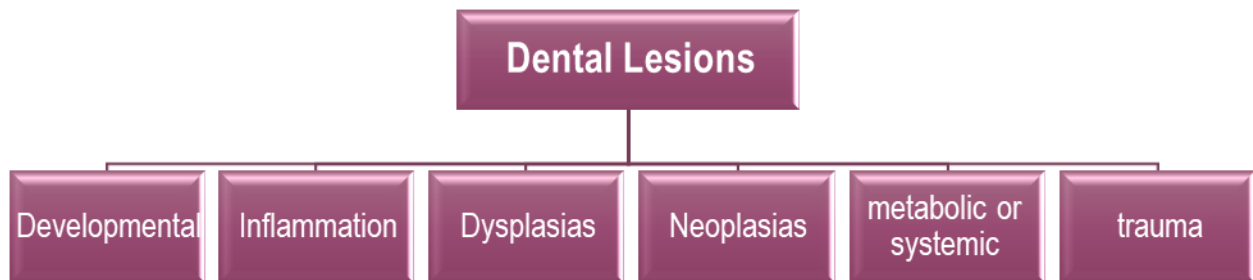 Dental Lesions
Developmental
Inflammation
Dysplasias
Neoplasias
metabolic or
systemic
trauma